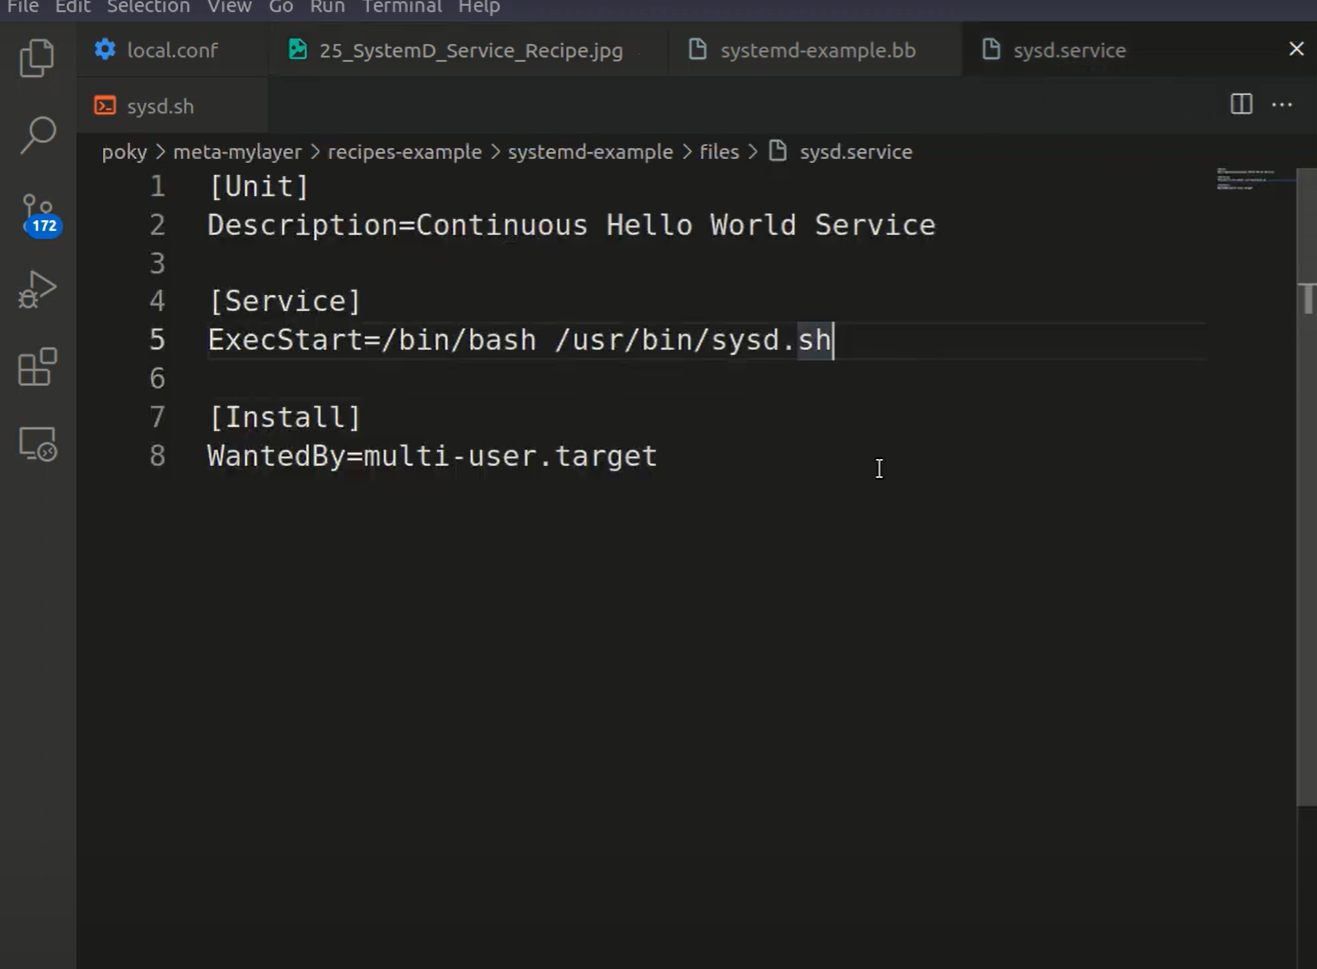 File Edit Selection View Go Run Terminal Help
local.conf 25_SystemD_Service_Recipe.jpg systemd-example.bb sysd.service
sysd.sh
poky > meta-mylayer > recipes-example > systemd-example > files > sysd.service
1 [Unit]
2 Description=Continuous Hello World Service
3
4 [Service]
5 ExecStart=/bin/bash /usr/bin/sysd.sh
6
7 [Install]
8 WantedBy=multi-user.target
172